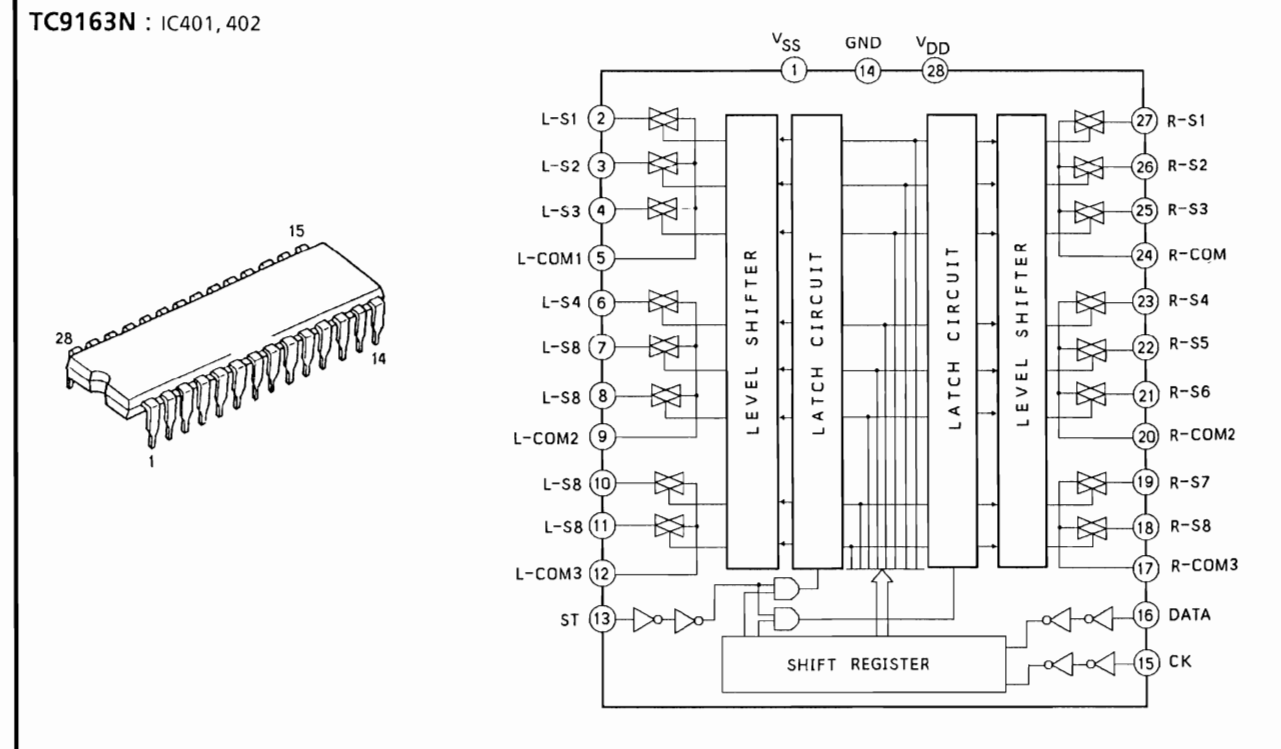 TC9163N : IC401, 402
VSS GND VDD
1 14 28
L-S1 2 27 R-S1
L-S2 3 26 R-S2
L-S3 4 25 R-S3
L-COM1 5 24 R-COM
L-S4 6 23 R-S4
L-S8 7 22 R-S5
L-S8 8 21 R-S6
L-COM2 9 20 R-COM2
L-S8 10 19 R-S7
L-S8 11 18 R-S8
L-COM3 12 17 R-COM3
ST 13 16 DATA
15 CK
LEVEL SHIFTER
LATCH CIRCUIT
LATCH CIRCUIT
LEVEL SHIFTER
SHIFT REGISTER
15
28
14
1